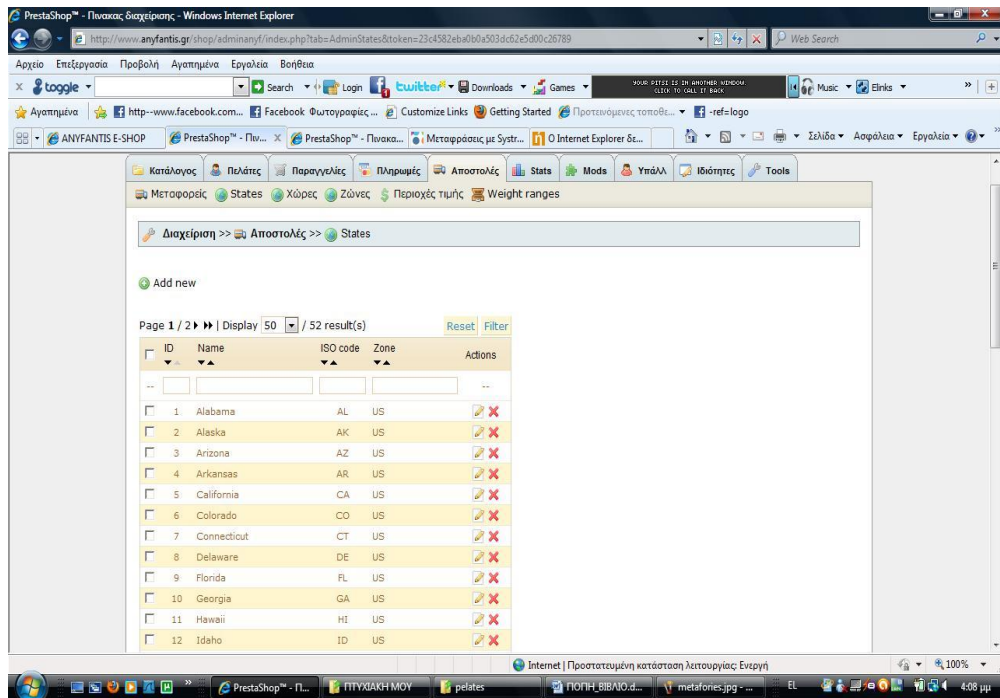 PrestaShop™ - Πινακας διαχείρισης - Windows Internet Explorer
http://www.anyfantis.gr/shop/adminanyf/index.php?tab=AdminStates&token=23c4582eba0b0a503dc62e5d00c26789
Web Search
Αρχείο Επεξεργασία Προβολή Αγαπημένα Εργαλεία Βοήθεια
toggle Search Login twitter Downloads Games YOUR PITSI IS IN ANOTHER WINDOW. Music Elinks
CLICK TO CALL IT BACK
Αγαπημένα http--www.facebook.com... Facebook Φωτογραφίες ... Customize Links Getting Started Προτεινόμενες τοποθε... -ref=logo
ANYFANTIS E-SHOP PrestaShop™ - Πιν... PrestaShop™ - Πινακα... Μεταφράσεις με Systr... Ο Internet Explorer δε... Σελίδα Ασφάλεια Εργαλεία
Κατάλογος Πελάτες Παραγγελίες Πληρωμές Αποστολές Stats Mods Υπάλλ Ιδιότητες Tools
Μεταφορείς States Χώρες Ζώνες Περιοχές τιμής Weight ranges
Διαχείριση >> Αποστολές >> States
Add new
Page 1 / 2 | Display 50 / 52 result(s) Reset Filter
ID Name ISO code Zone Actions
-- --
1 Alabama AL US
2 Alaska AK US
3 Arizona AZ US
4 Arkansas AR US
5 California CA US
6 Colorado CO US
7 Connecticut CT US
8 Delaware DE US
9 Florida FL US
10 Georgia GA US
11 Hawaii HI US
12 Idaho ID US
Internet | Προστατευμένη κατάσταση λειτουργίας: Ενεργή 100%
PrestaShop™ - Π... ΠΤΥΧΙΑΚΗ ΜΟΥ pelates ΠΟΠΗ_ΒΙΒΛΙΟ.d... metafories.jpg - ... EL 4:08 μμ